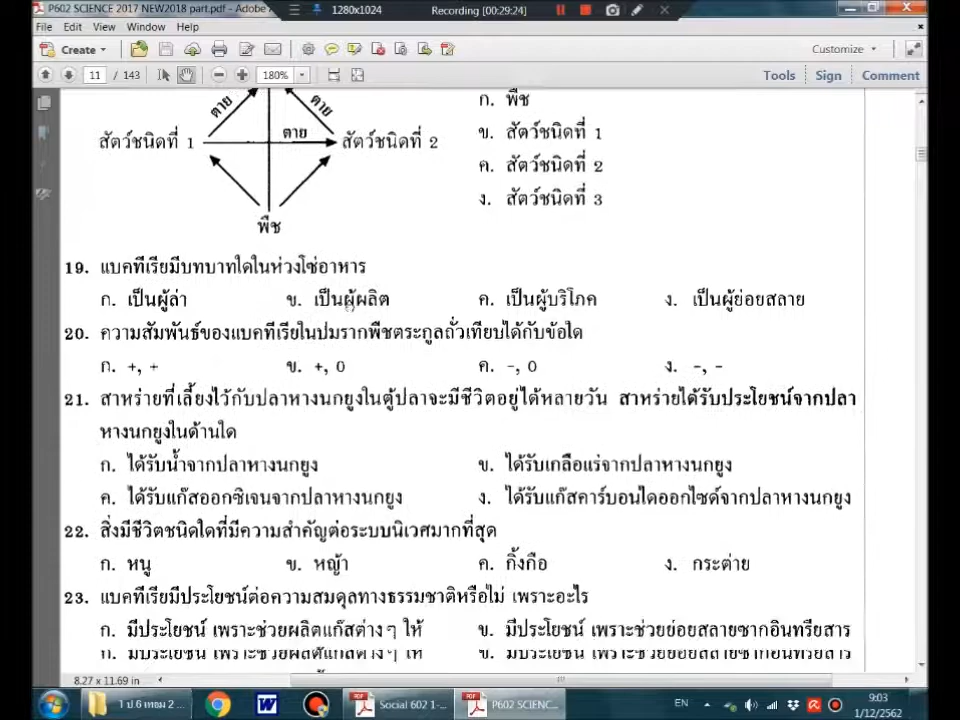 P602 SCIENCE 2017 NEW2018 part.pdf - Adobe
1280x1024
Recording [00:29:24]
File Edit View Window Help
Create
Customize
11 / 143
180%
Tools Sign Comment
ตาย ตาย
ก. พืช
สัตว์ชนิดที่ 1 ตาย สัตว์ชนิดที่ 2
ข. สัตว์ชนิดที่ 1
ค. สัตว์ชนิดที่ 2
ง. สัตว์ชนิดที่ 3
พืช
19. แบคทีเรียมีบทบาทใดในห่วงโซ่อาหาร
ก. เป็นผู้ล่า ข. เป็นผู้ผลิต ค. เป็นผู้บริโภค ง. เป็นผู้ย่อยสลาย
20. ความสัมพันธ์ของแบคทีเรียในปมรากพืชตระกูลถั่วเทียบได้กับข้อใด
ก. +, + ข. +, 0 ค. -, 0 ง. -, -
21. สาหร่ายที่เลี้ยงไว้กับปลาหางนกยูงในตู้ปลาจะมีชีวิตอยู่ได้หลายวัน สาหร่ายได้รับประโยชน์จากปลา
หางนกยูงในด้านใด
ก. ได้รับน้ำจากปลาหางนกยูง ข. ได้รับเกลือแร่จากปลาหางนกยูง
ค. ได้รับแก๊สออกซิเจนจากปลาหางนกยูง ง. ได้รับแก๊สคาร์บอนไดออกไซด์จากปลาหางนกยูง
22. สิ่งมีชีวิตชนิดใดที่มีความสำคัญต่อระบบนิเวศมากที่สุด
ก. หนู ข. หญ้า ค. กิ้งกือ ง. กระต่าย
23. แบคทีเรียมีประโยชน์ต่อความสมดุลทางธรรมชาติหรือไม่ เพราะอะไร
ก. มีประโยชน์ เพราะช่วยผลิตแก๊สต่างๆ ให้ ข. มีประโยชน์ เพราะช่วยย่อยสลายซากอินทรียสาร
8.27 x 11.69 in
1 ป.6 เทอม 2 ... Social 602 1-... P602 SCIENC... EN 9:03
1/12/2562